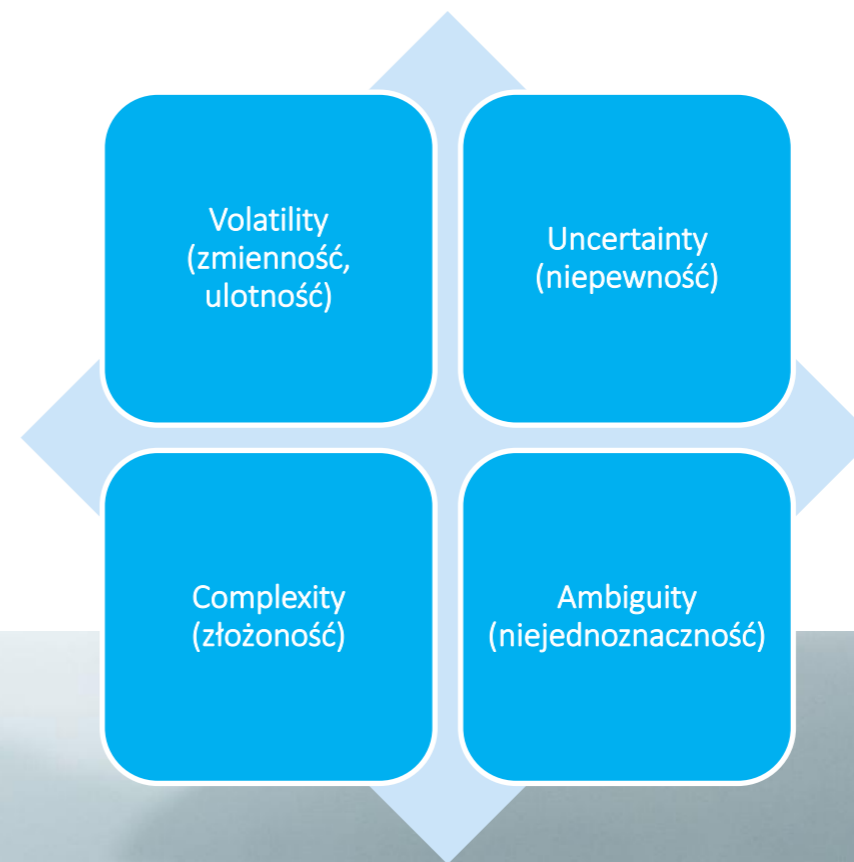 Volatility
(zmienność,
ulotność)
Uncertainty
(niepewność)
Complexity
(złożoność)
Ambiguity
(niejednoznaczność)